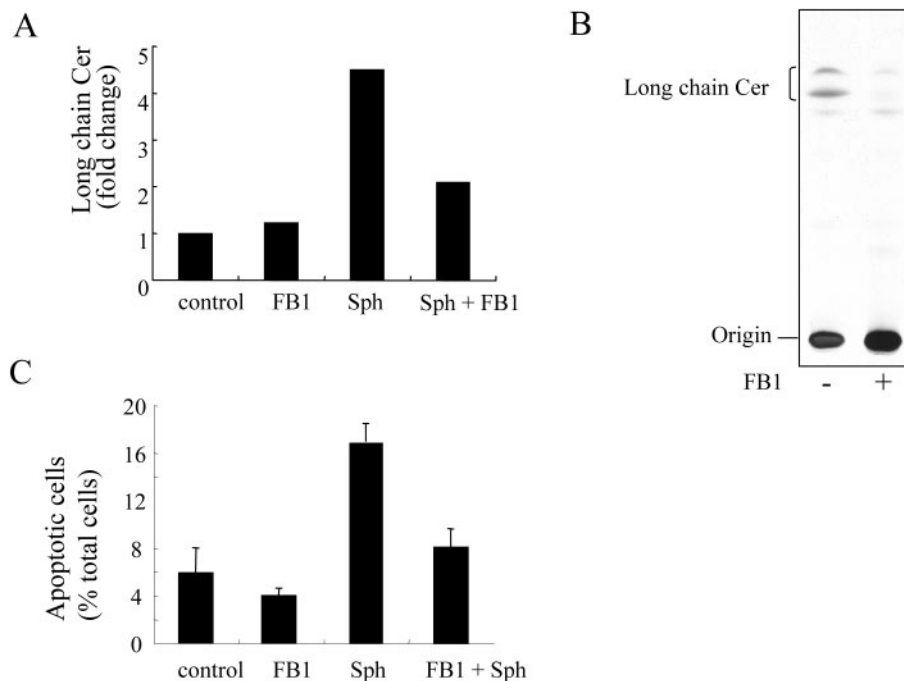 A
Long chain Cer
(fold change)
5
4
3
2
1
0
control FB1 Sph Sph + FB1
B
Long chain Cer
Origin
FB1 - +
C
Apoptotic cells
(% total cells)
20
16
12
8
4
0
control FB1 Sph FB1 + Sph